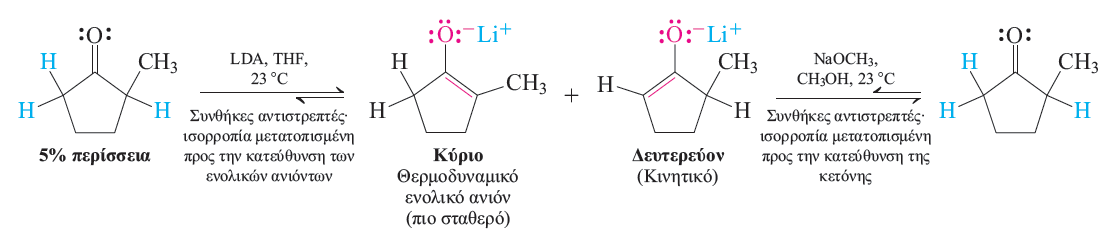 :O:
H
H
CH₃
H
5% περίσσεια
LDA, THF,
23 °C
Συνθήκες αντιστρεπτές·
ισορροπία μετατοπισμένη
προς την κατεύθυνση των
ενολικών ανιόντων
:O:⁻ Li⁺
H
H
CH₃
Κύριο
Θερμοδυναμικό
ενολικό ανιόν
(πιο σταθερό)
+
:O:⁻ Li⁺
H
CH₃
H
Δευτερεύον
(Κινητικό)
NaOCH₃,
CH₃OH, 23 °C
Συνθήκες αντιστρεπτές·
ισορροπία μετατοπισμένη
προς την κατεύθυνση της
κετόνης
:O:
H
H
CH₃
H